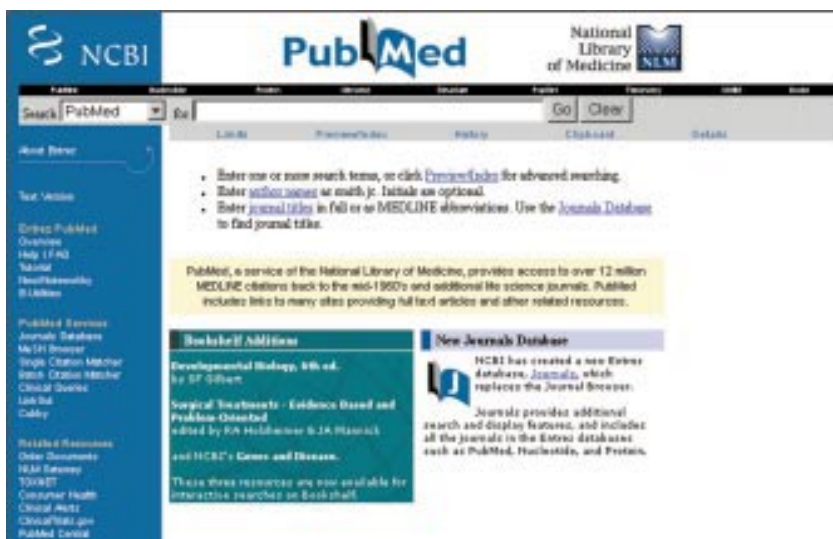 NCBI
PubMed
National
Library
of Medicine
NLM
PubMed Nucleotide Protein Genome Structure PopSet Taxonomy OMIM Books
Search PubMed for Go Clear
Limits Preview/Index History Clipboard Details
About Entrez
Text Version
Entrez PubMed
Overview
Help | FAQ
Tutorial
New/Noteworthy
E-Utilities
PubMed Services
Journals Database
MeSH Browser
Single Citation Matcher
Batch Citation Matcher
Clinical Queries
LinkOut
Cubby
Related Resources
Order Documents
NLM Gateway
TOXNET
Consumer Health
Clinical Alerts
ClinicalTrials.gov
PubMed Central
Enter one or more search terms, or click Preview/Index for advanced searching.
Enter author names as smith jc. Initials are optional.
Enter journal titles in full or as MEDLINE abbreviations. Use the Journals Database
to find journal titles.
PubMed, a service of the National Library of Medicine, provides access to over 12 million
MEDLINE citations back to the mid-1960's and additional life science journals. PubMed
includes links to many sites providing full text articles and other related resources.
Bookshelf Additions
Developmental Biology, 6th ed.
by SF Gilbert
Surgical Treatments - Evidence Based and
Problem-Oriented
edited by RA Holzheimer & JA Mannick
and NCBI's Genes and Disease.
These three resources are now available for
interactive searches on Bookshelf.
New Journals Database
J
NCBI has created a new Entrez
database, Journals, which
replaces the Journal Browser.
Journals provides additional
search and display features, and includes
all the journals in the Entrez databases
such as PubMed, Nucleotide, and Protein.